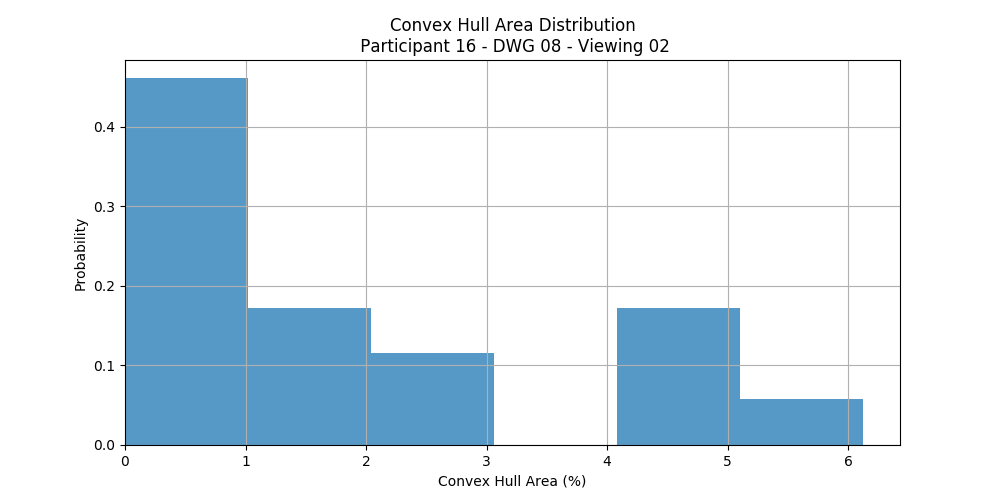 Convex Hull Area Distribution
Participant 16 - DWG 08 - Viewing 02
Probability
0.4
0.3
0.2
0.1
0.0
0 1 2 3 4 5 6
Convex Hull Area (%)